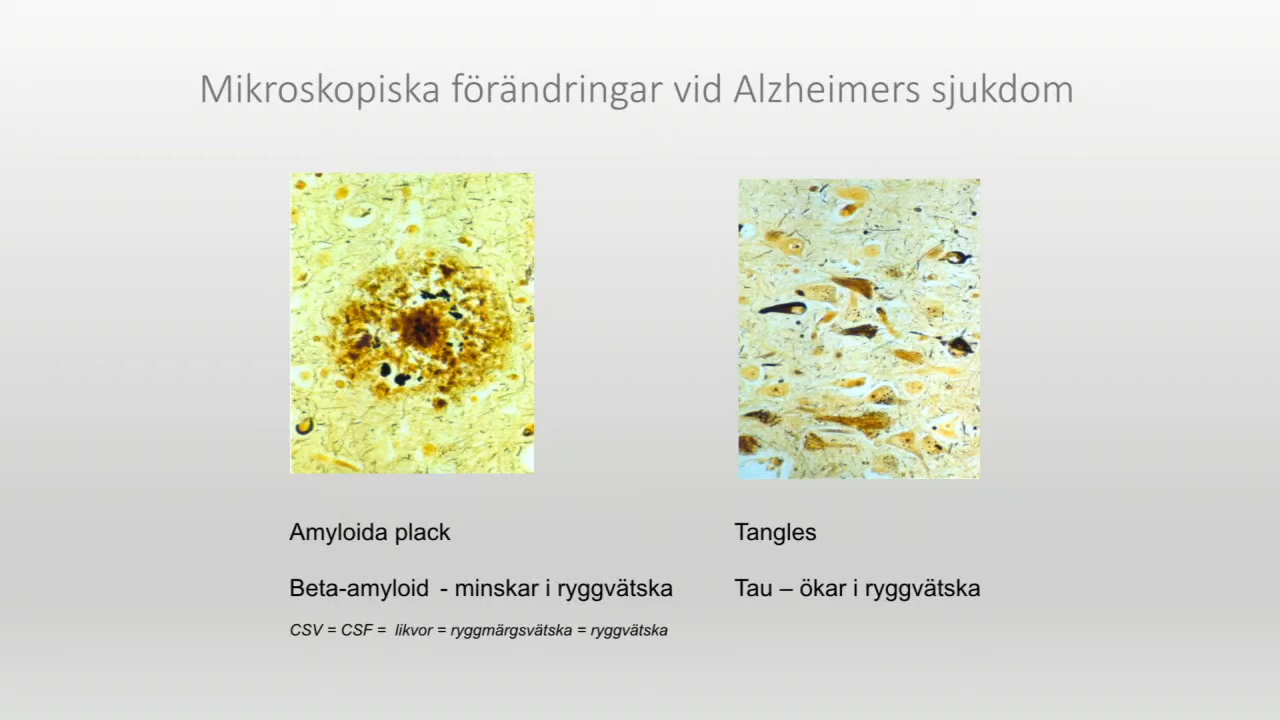 Mikroskopiska förändringar vid Alzheimers sjukdom
Amyloida plack
Beta-amyloid - minskar i ryggvätska
CSV = CSF = likvor = ryggmärgsvätska = ryggvätska
Tangles
Tau – ökar i ryggvätska